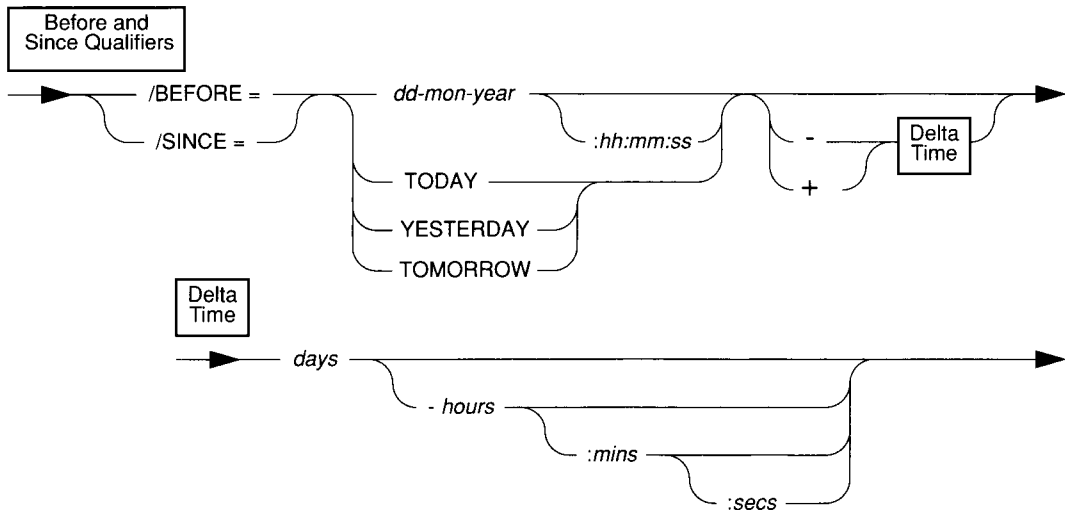 Before and
Since Qualifiers
/BEFORE =
dd-mon-year
/SINCE =
:hh:mm:ss
-
Delta
Time
TODAY
+
YESTERDAY
TOMORROW
Delta
Time
days
- hours
:mins
:secs